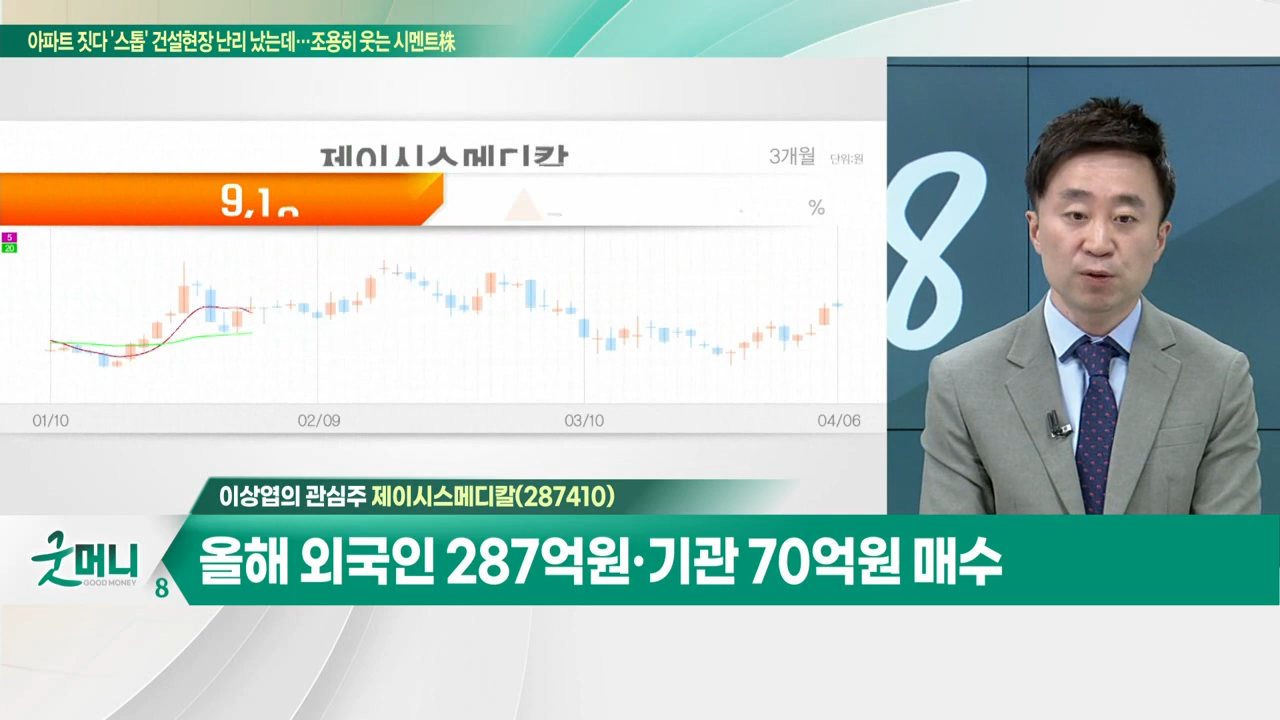 아파트 짓다 '스톱' 건설현장 난리 났는데…조용히 웃는 시멘트株
제이시스메디칼
3개월 단위:원
%
5
20
01/10 02/09 03/10 04/06
이상엽의 관심주 제이시스메디칼(287410)
올해 외국인 287억원·기관 70억원 매수
굿머니
GOOD MONEY
8
8